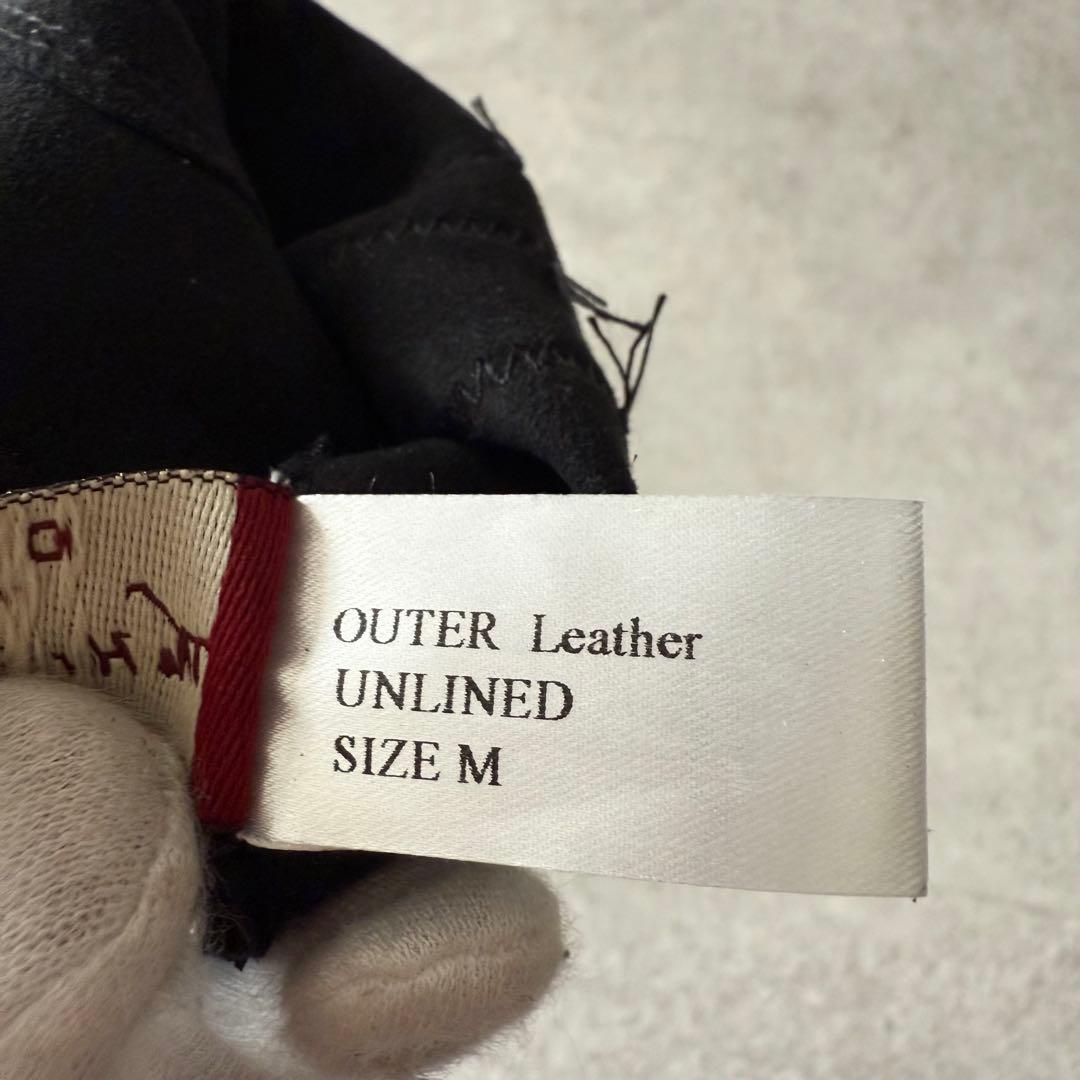 OUTER Leather
UNLINED
SIZE M